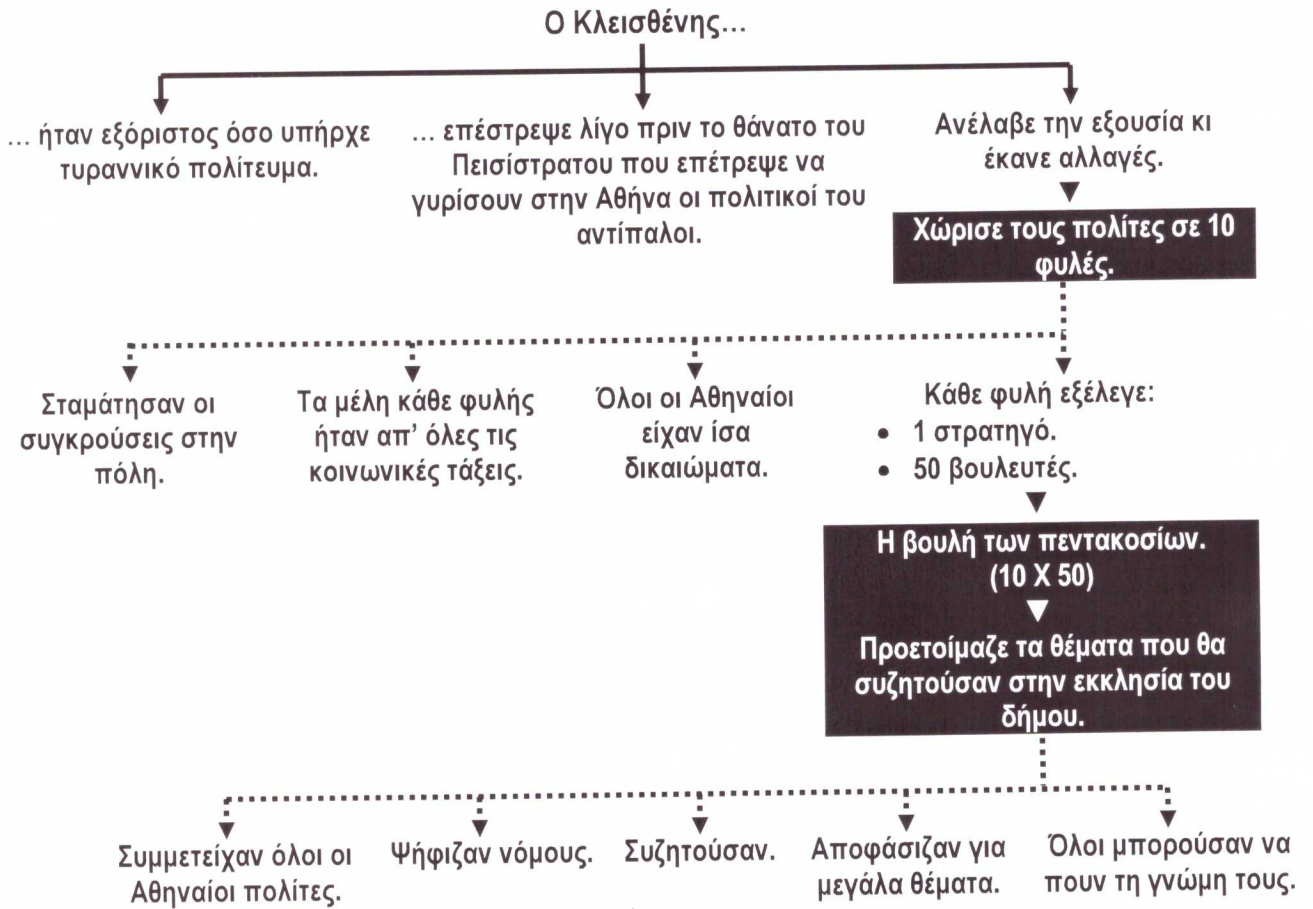 Ο Κλεισθένης...
... ήταν εξόριστος όσο υπήρχε
τυραννικό πολίτευμα.
... επέστρεψε λίγο πριν το θάνατο του
Πεισίστρατου που επέτρεψε να
γυρίσουν στην Αθήνα οι πολιτικοί του
αντίπαλοι.
Ανέλαβε την εξουσία κι
έκανε αλλαγές.
Χώρισε τους πολίτες σε 10
φυλές.
Σταμάτησαν οι
συγκρούσεις στην
πόλη.
Τα μέλη κάθε φυλής
ήταν απ’ όλες τις
κοινωνικές τάξεις.
Όλοι οι Αθηναίοι
είχαν ίσα
δικαιώματα.
Κάθε φυλή εξέλεγε:
• 1 στρατηγό.
• 50 βουλευτές.
Η βουλή των πεντακοσίων.
(10 Χ 50)
Προετοίμαζε τα θέματα που θα
συζητούσαν στην εκκλησία του
δήμου.
Συμμετείχαν όλοι οι
Αθηναίοι πολίτες.
Ψήφιζαν νόμους.
Συζητούσαν.
Αποφάσιζαν για
μεγάλα θέματα.
Όλοι μπορούσαν να
πουν τη γνώμη τους.